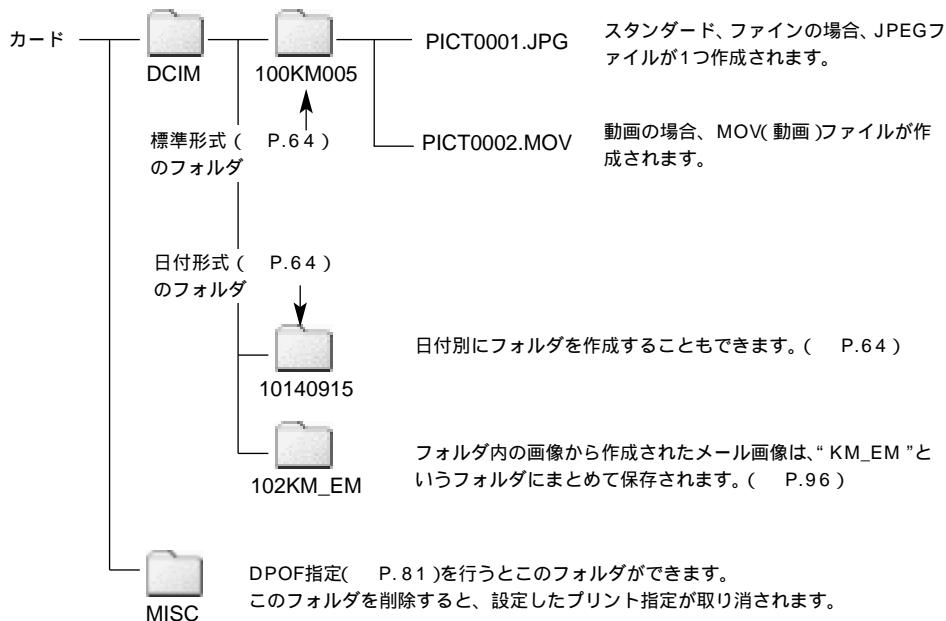 カード
DCIM
100KM005
PICT0001.JPG
スタンダード、ファインの場合、JPEGフ
ァイルが1つ作成されます。
標準形式( P.64)
のフォルダ
PICT0002.MOV
動画の場合、MOV(動画)ファイルが作
成されます。
日付形式( P.64)
のフォルダ
10140915
日付別にフォルダを作成することもできます。( P.64)
102KM_EM
フォルダ内の画像から作成されたメール画像は、“KM_EM”と
いうフォルダにまとめて保存されます。( P.96)
MISC
DPOF指定( P.81)を行うとこのフォルダができます。
このフォルダを削除すると、設定したプリント指定が取り消されます。